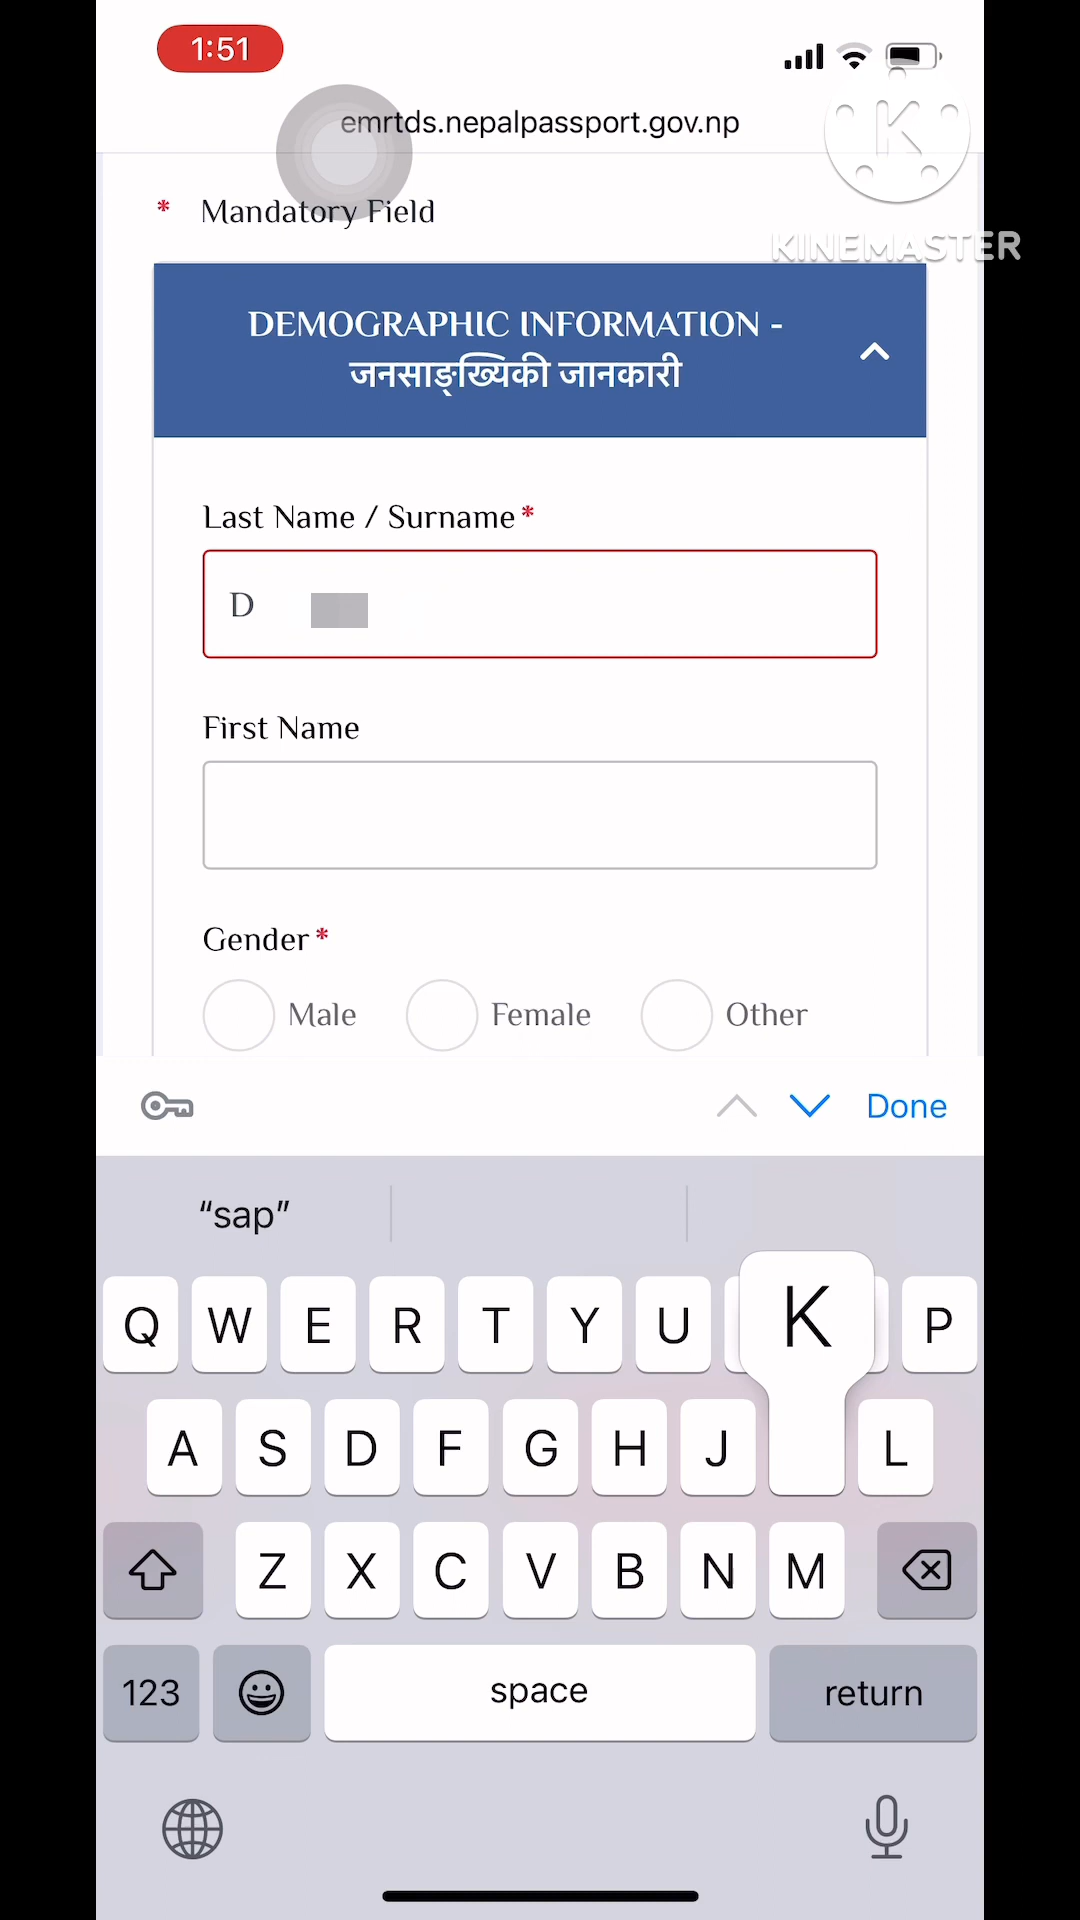 1:51
emrtds.nepalpassport.gov.np
K
KINEMASTER
* Mandatory Field
DEMOGRAPHIC INFORMATION -
जनसाङ्ख्यिकी जानकारी
Last Name / Surname *
D
First Name
Gender *
Male Female Other
Done
“sap”
Q W E R T Y U K P
A S D F G H J L
Z X C V B N M
123 space return